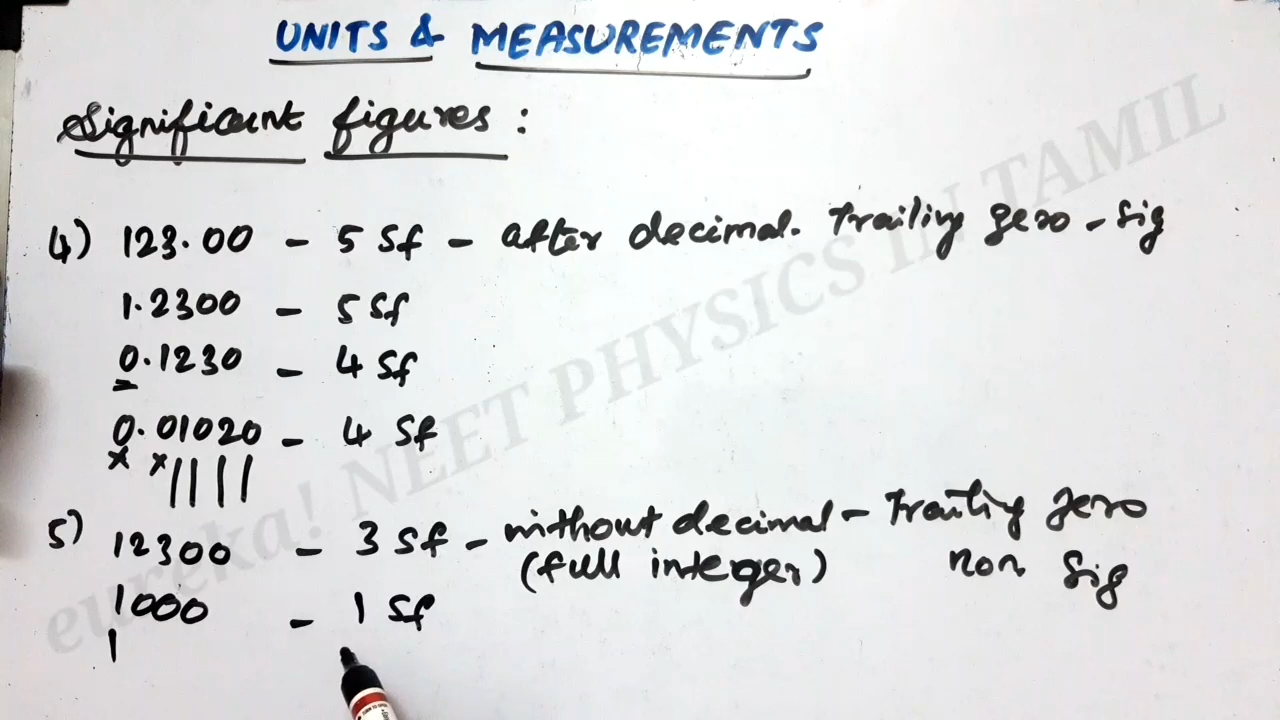 UNITS & MEASUREMENTS
Significant figures :
4) 123.00 - 5 Sf - after decimal. Trailing zero - Sig
1.2300 - 5 Sf
0.1230 - 4 Sf
0.01020 - 4 Sf
5) 12300 - 3 Sf - without decimal - Trailing zero
(full integer) non Sig
1000 - 1 Sf
eureka! NEET PHYSICS IN TAMIL